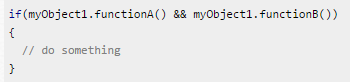 if(myObject1.functionA() && myObject1.functionB())
{
  // do something
}